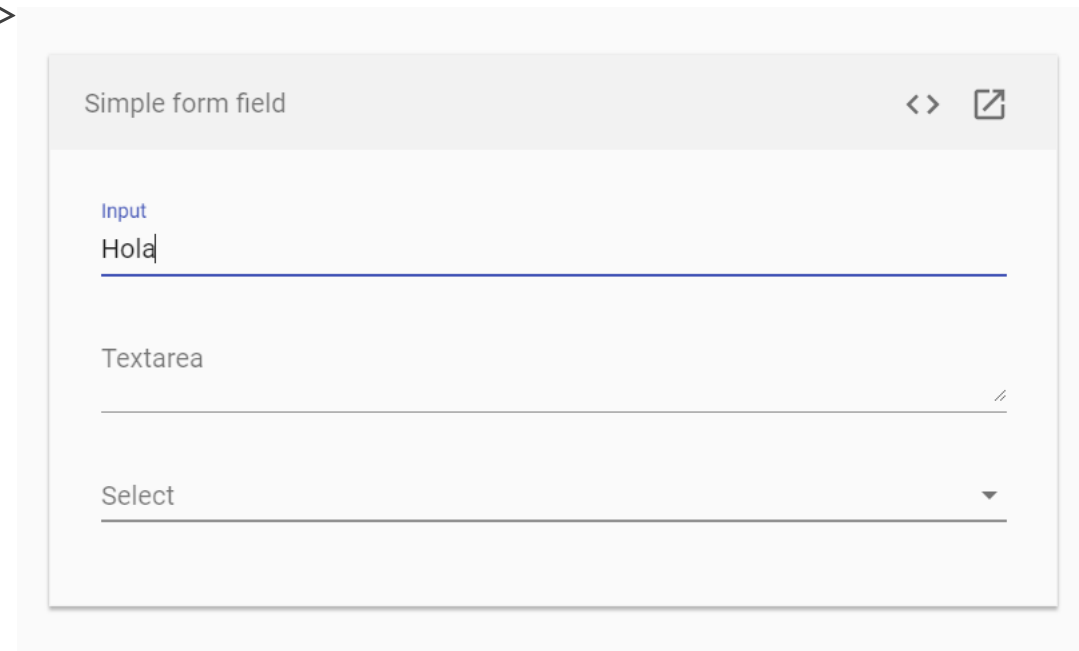 >
Simple form field <>
Input
Hola
Textarea
Select